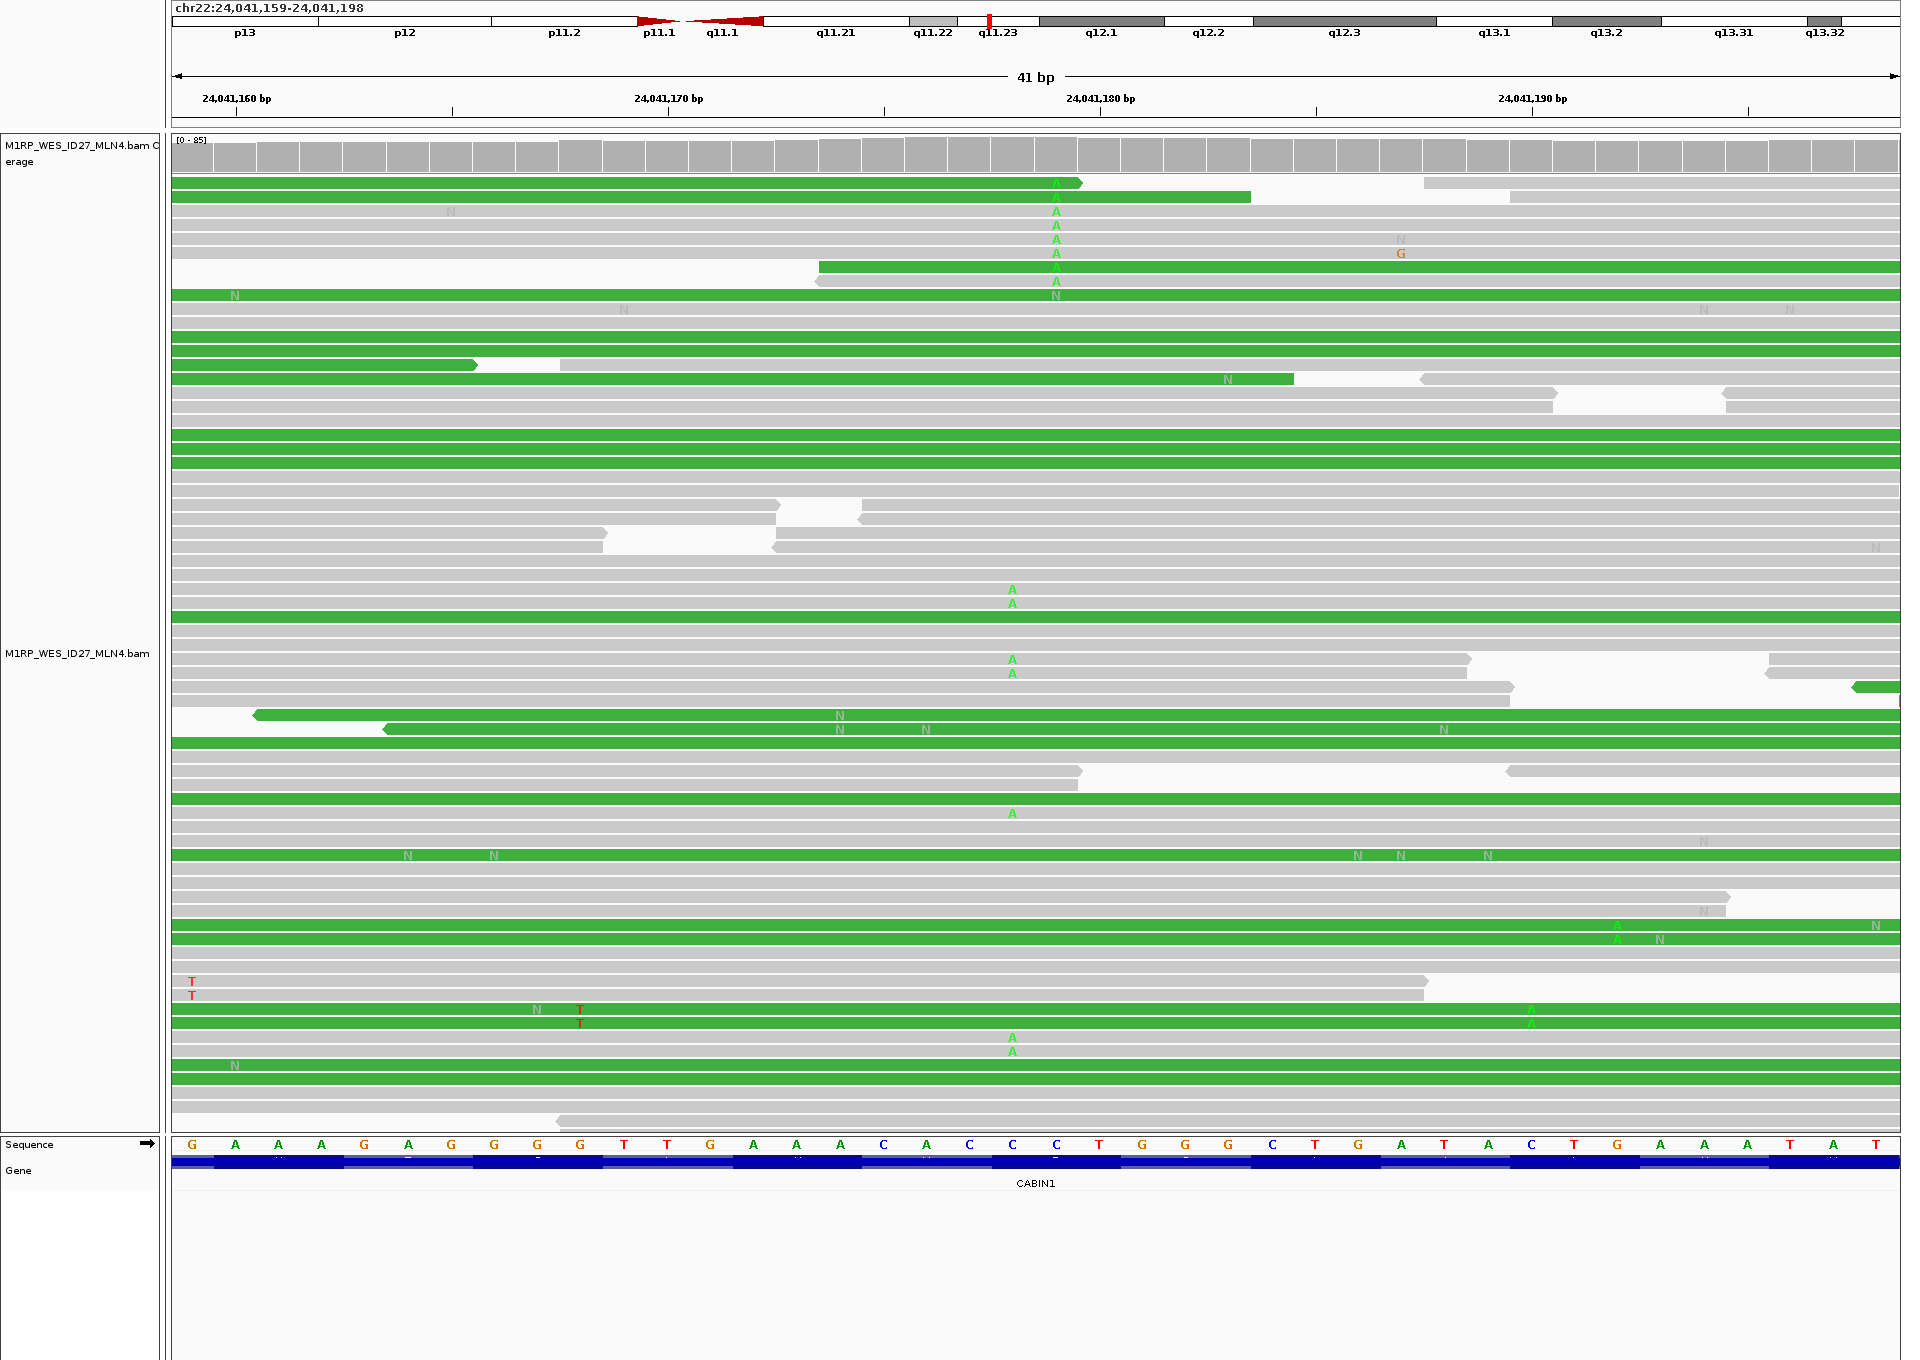 chr22:24,041,159-24,041,198
p13 p12 p11.2 p11.1 q11.1 q11.21 q11.22 q11.23 q12.1 q12.2 q12.3 q13.1 q13.2 q13.31 q13.32
41 bp
24,041,160 bp 24,041,170 bp 24,041,180 bp 24,041,190 bp
M1RP_WES_ID27_MLN4.bam C
erage
[0 - 85]
A
A
N A
A
A N
A G
A
A
N N
N N N
N
N
A
A
M1RP_WES_ID27_MLN4.bam
A
A
N
N N N
A
N
N N N N N
N
A N
A N
T
T
N T A
T A
A
A
N
Sequence G A A A G A G G G G T T G A A A C A C C C T G G G C T G A T A C T G A A A T A T
Gene
CABIN1